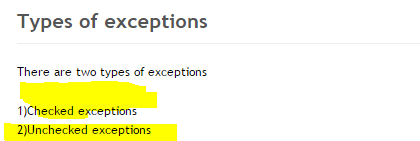 Types of exceptions
There are two types of exceptions
1)Checked exceptions
2)Unchecked exceptions